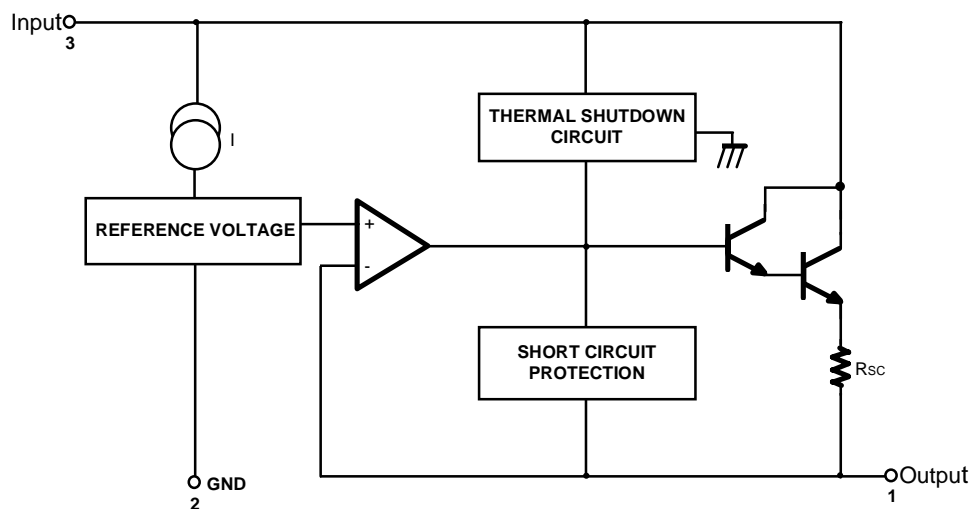 Input
3
I
THERMAL SHUTDOWN
CIRCUIT
REFERENCE VOLTAGE
+
-
SHORT CIRCUIT
PROTECTION
RSC
GND
2
Output
1